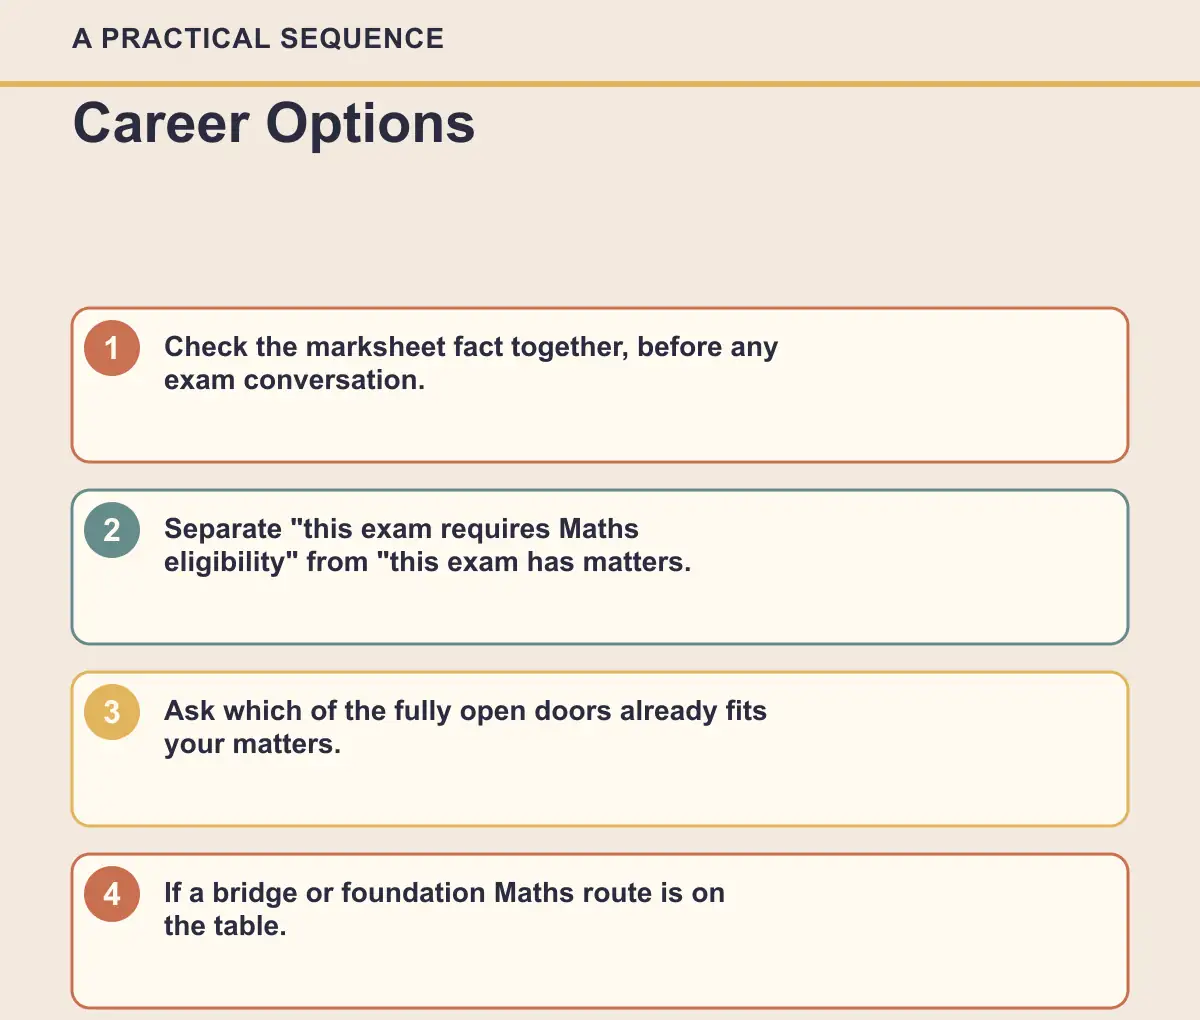 A PRACTICAL SEQUENCE
Career Options
1
Check the marksheet fact together, before any
exam conversation.
2
Separate "this exam requires Maths
eligibility" from "this exam has matters.
3
Ask which of the fully open doors already fits
your matters.
4
If a bridge or foundation Maths route is on
the table.